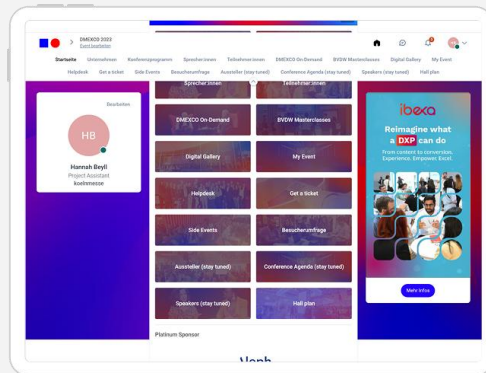 DMEXCO 2023
Event bearbeiten
Startseite Unternehmen Konferenzprogramm Sprecher:innen Teilnehmer:innen DMEXCO On-Demand BVDW Masterclasses Digital Gallery My Event
Helpdesk Get a ticket Side Events Besucherumfrage Aussteller (stay tuned) Conference Agenda (stay tuned) Speakers (stay tuned) Hall plan
Bearbeiten
HB
Hannah Beyll
Project Assistant
koelnmesse
Sprecher:innen Teilnehmer:innen
DMEXCO On-Demand BVDW Masterclasses
Digital Gallery My Event
Helpdesk Get a ticket
Side Events Besucherumfrage
Aussteller (stay tuned) Conference Agenda (stay tuned)
Speakers (stay tuned) Hall plan
Platinum Sponsor
ibexa
Reimagine what
a DXP can do
From content to conversion.
Experience. Empower. Excel.
Mehr Infos